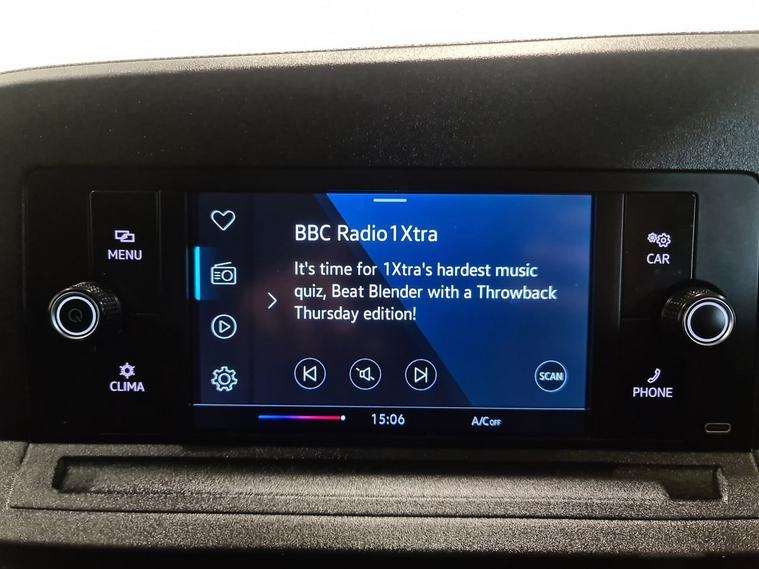 MENU
CLIMA
BBC Radio1Xtra
It's time for 1Xtra's hardest music
quiz, Beat Blender with a Throwback
Thursday edition!
SCAN
15:06
A/C OFF
CAR
PHONE